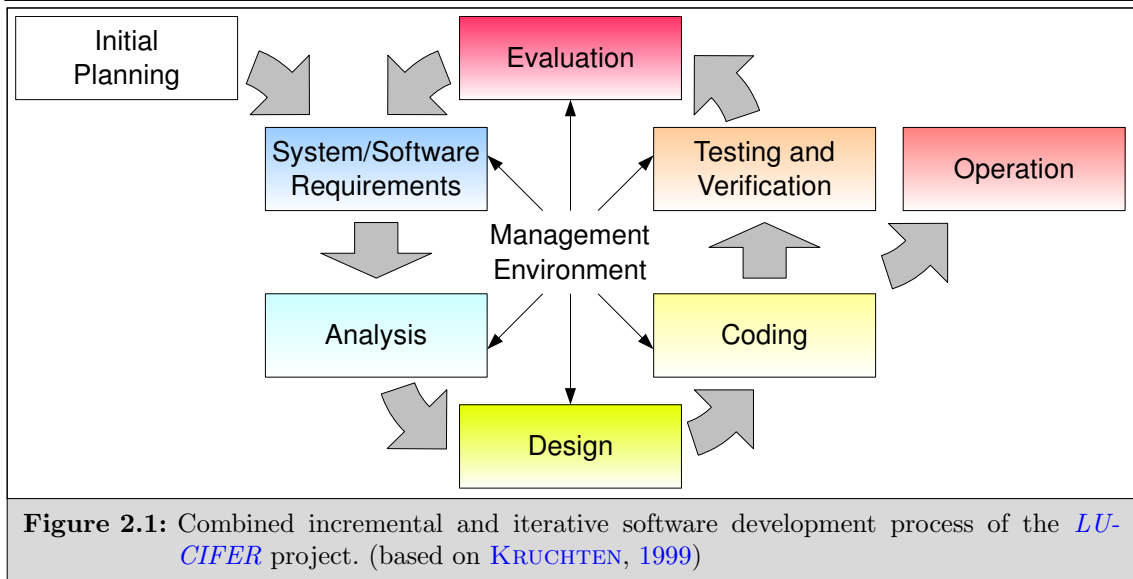 Initial
Planning
Evaluation
System/Software
Requirements
Testing and
Verification
Operation
Management
Environment
Analysis
Coding
Design
Figure 2.1: Combined incremental and iterative software development process of the LU-
CIFER project. (based on KRUCHTEN, 1999)